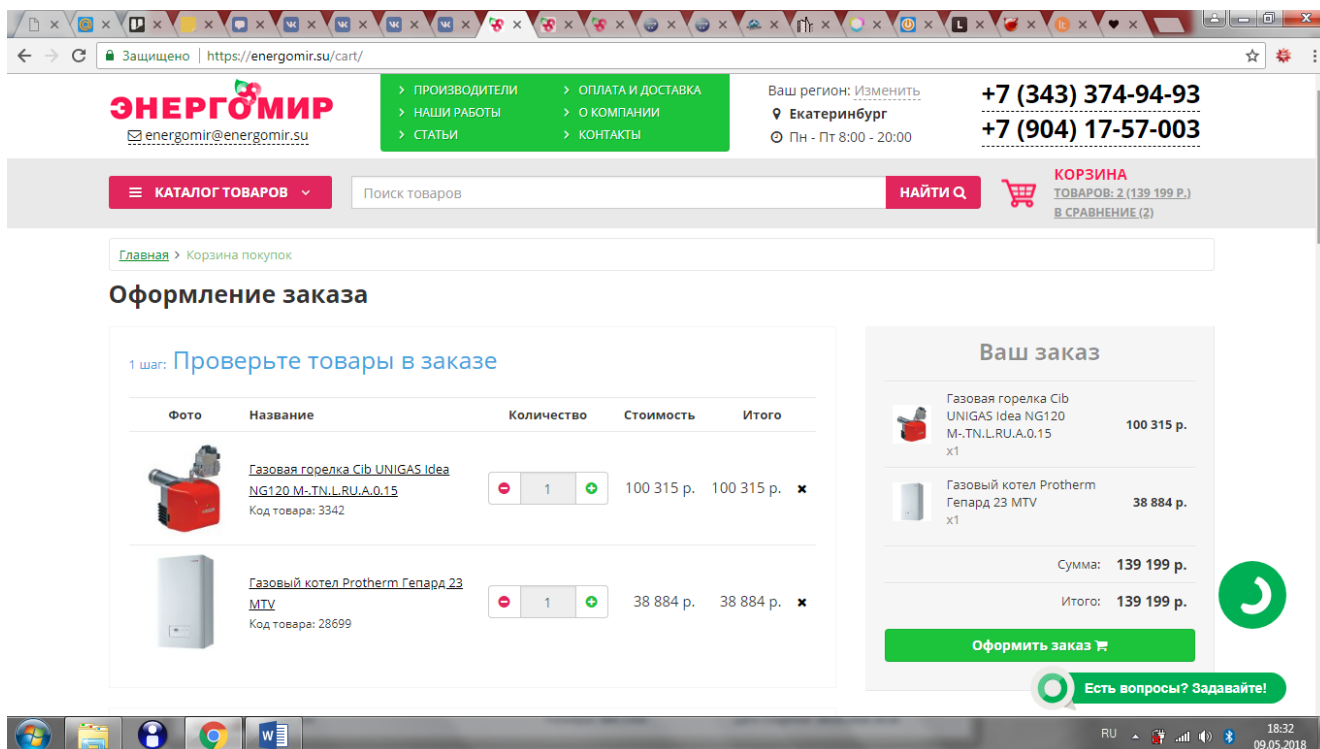 Защищено | https://energomir.su/cart/
ЭНЕРГОМИР
energomir@energomir.su
ПРОИЗВОДИТЕЛИ
НАШИ РАБОТЫ
СТАТЬИ
ОПЛАТА И ДОСТАВКА
О КОМПАНИИ
КОНТАКТЫ
Ваш регион: Изменить
Екатеринбург
Пн - Пт 8:00 - 20:00
+7 (343) 374-94-93
+7 (904) 17-57-003
КАТАЛОГ ТОВАРОВ
Поиск товаров
НАЙТИ
КОРЗИНА
ТОВАРОВ: 2 (139 199 Р.)
В СРАВНЕНИЕ (2)
Главная > Корзина покупок
Оформление заказа
1 шаг: Проверьте товары в заказе
Фото Название Количество Стоимость Итого
Газовая горелка Cib UNIGAS Idea
NG120 M-.TN.L.RU.A.0.15
Код товара: 3342
1 100 315 р. 100 315 р.
Газовый котел Protherm Гепард 23
MTV
Код товара: 28699
1 38 884 р. 38 884 р.
Ваш заказ
Газовая горелка Cib
UNIGAS Idea NG120
M-.TN.L.RU.A.0.15
x1
100 315 р.
Газовый котел Protherm
Гепард 23 MTV
x1
38 884 р.
Сумма: 139 199 р.
Итого: 139 199 р.
Оформить заказ
Есть вопросы? Задавайте!
RU
18:32
09.05.2018